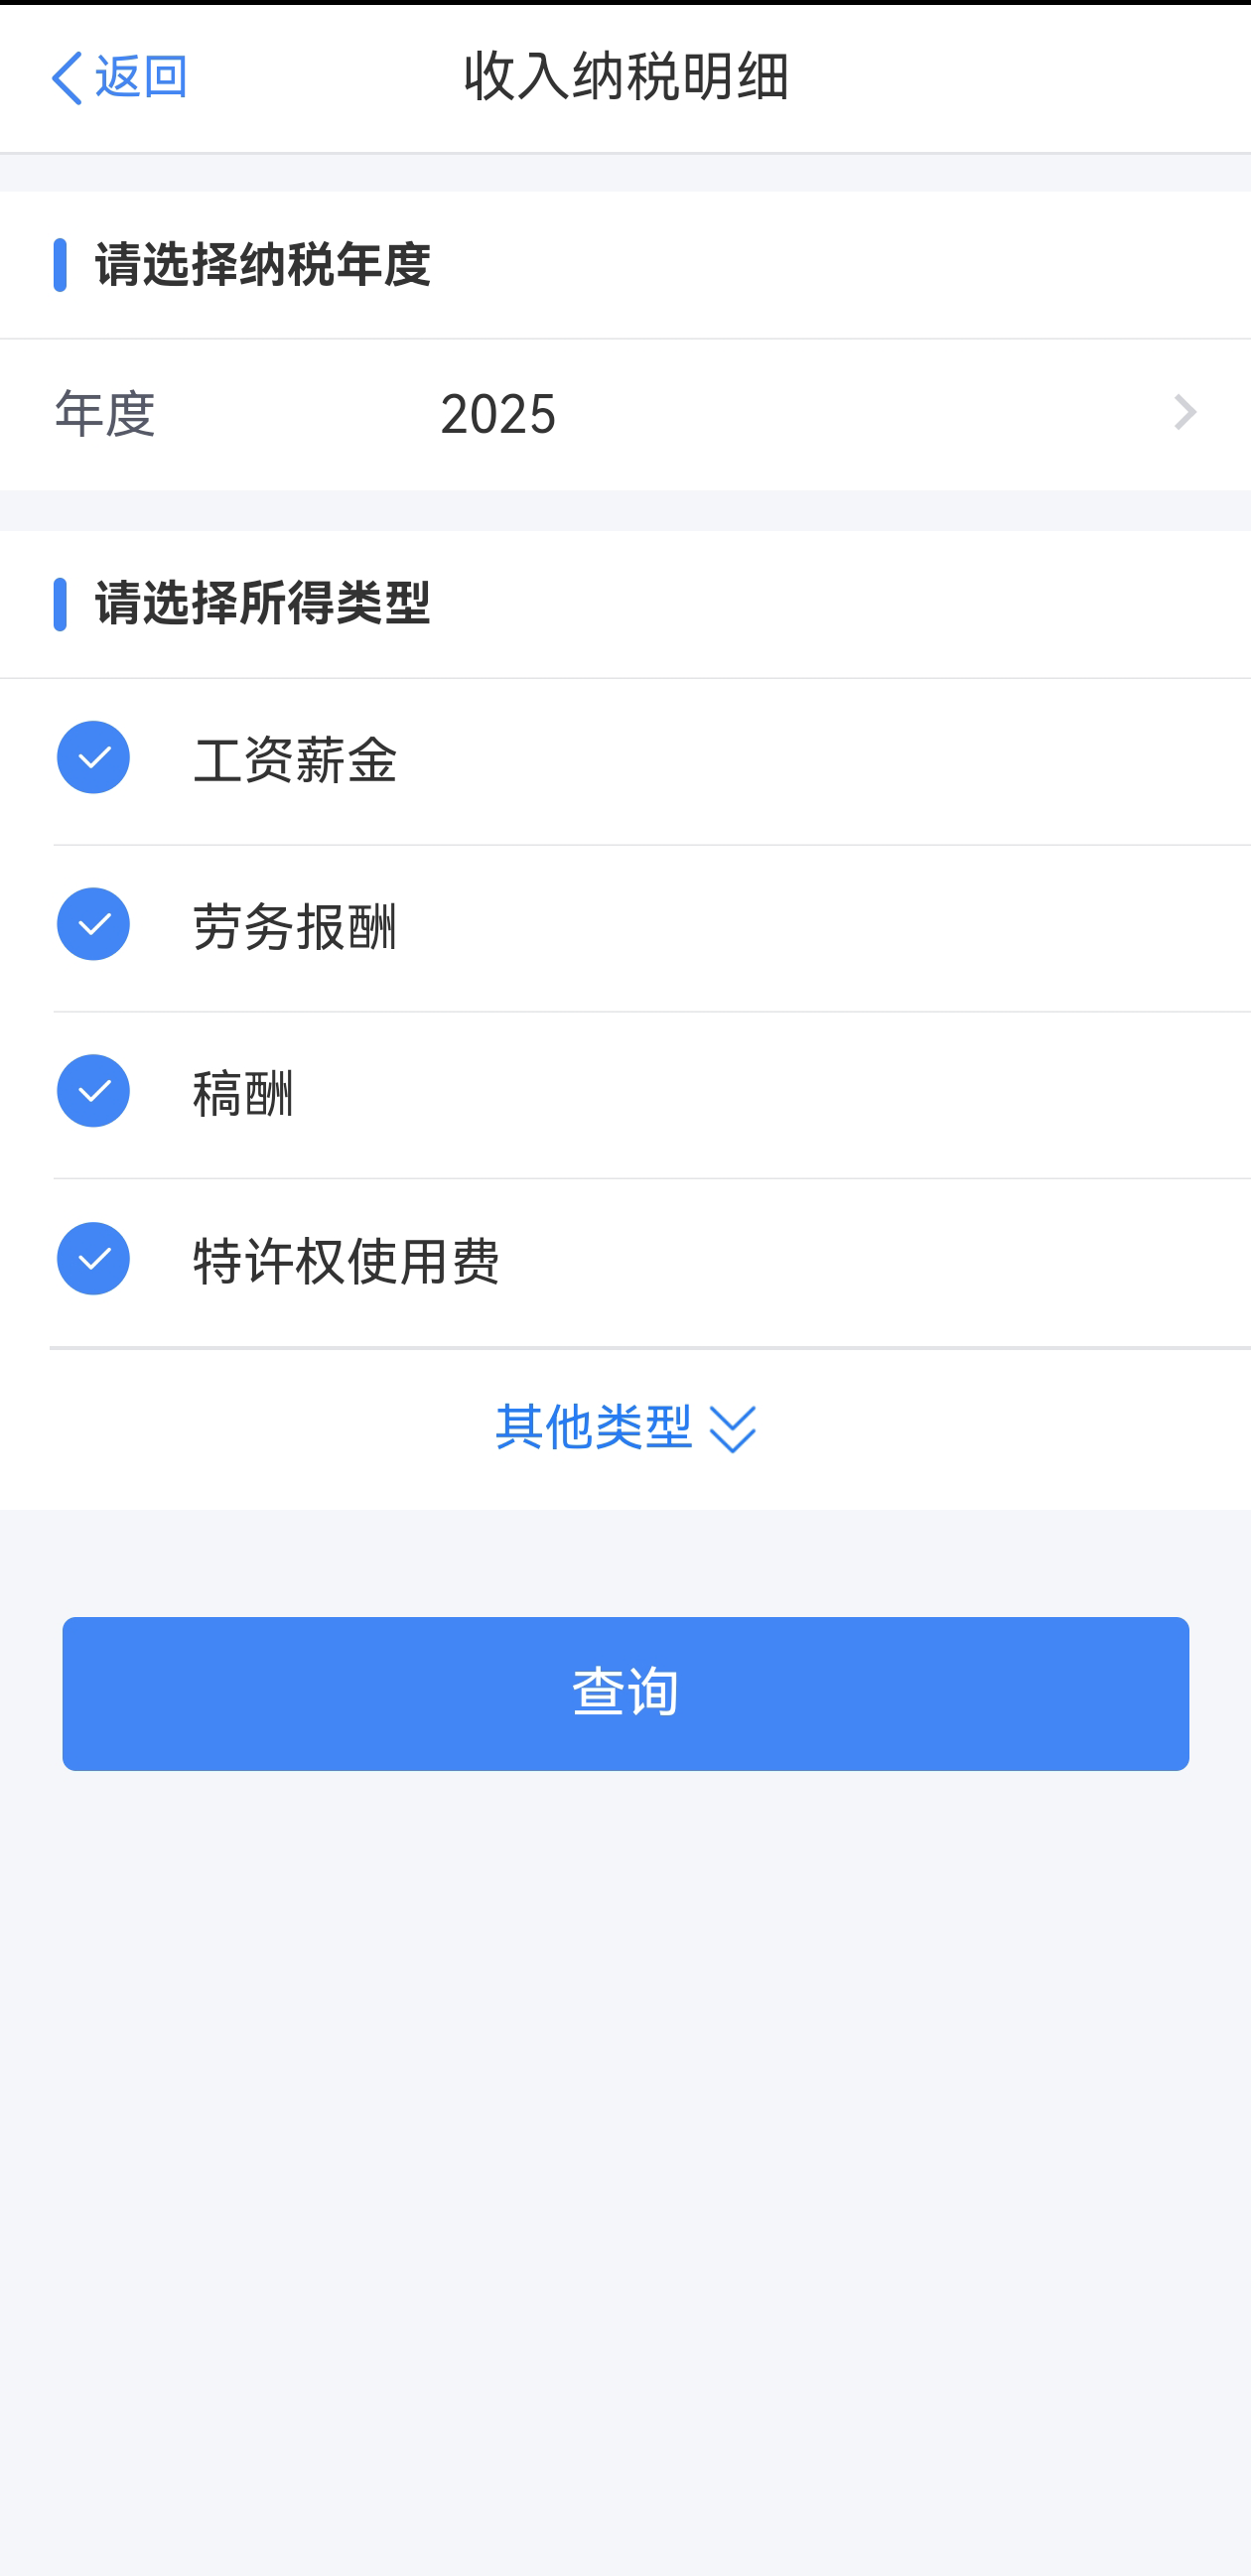 返回
收入纳税明细
请选择纳税年度
年度 2025
请选择所得类型
工资薪金
劳务报酬
稿酬
特许权使用费
其他类型
查询